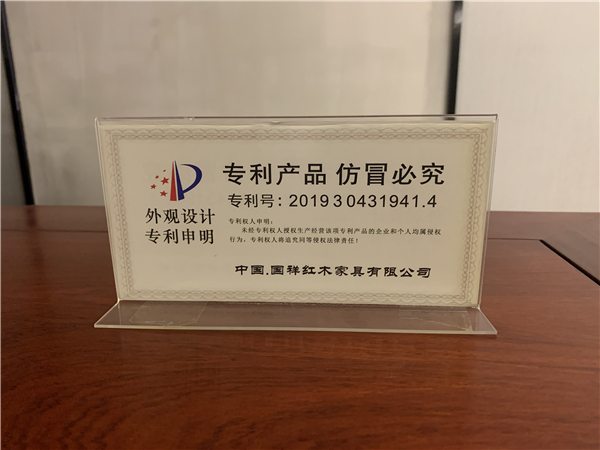 专利产品 仿冒必究
专利号: 201930431941.4
外观设计
专利申明
专利权人申明:
未经专利权人授权生产经营该项专利产品的企业和个人均属侵权
行为,专利权人将追究同等侵权法律责任!
中国.国祥红木家具有限公司